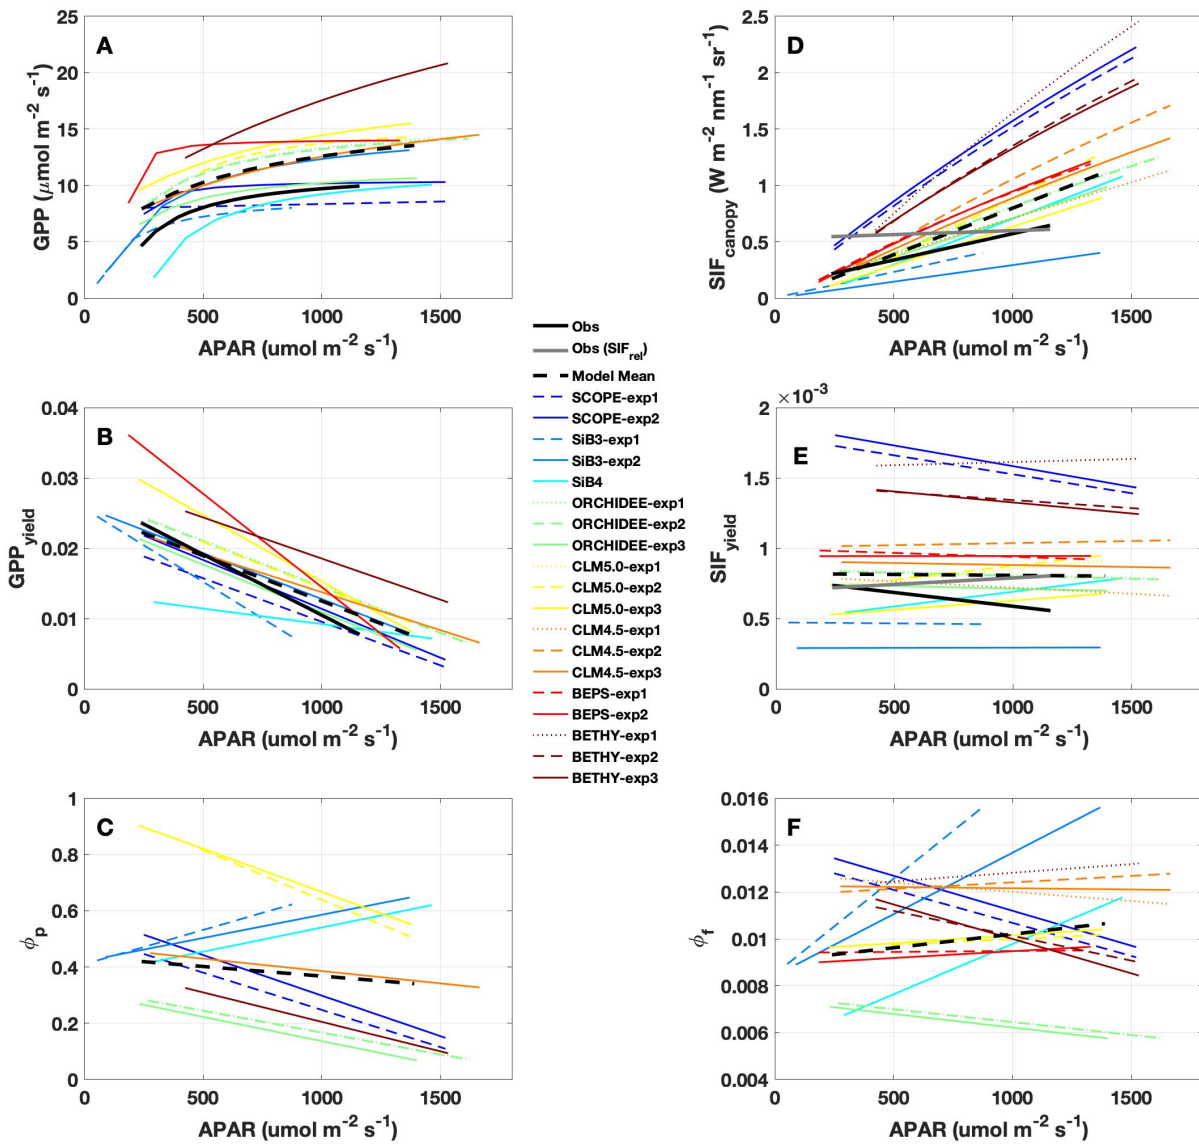 A
GPP (μmol m⁻² s⁻¹)
25
20
15
10
5
0
0 500 1000 1500
APAR (umol m⁻² s⁻¹)
D
SIF_canopy (W m⁻² nm⁻¹ sr⁻¹)
2.5
2
1.5
1
0.5
0
0 500 1000 1500
APAR (umol m⁻² s⁻¹)
Obs
Obs (SIF_rel)
Model Mean
SCOPE-exp1
SCOPE-exp2
SiB3-exp1
SiB3-exp2
SiB4
ORCHIDEE-exp1
ORCHIDEE-exp2
ORCHIDEE-exp3
CLM5.0-exp1
CLM5.0-exp2
CLM5.0-exp3
CLM4.5-exp1
CLM4.5-exp2
CLM4.5-exp3
BEPS-exp1
BEPS-exp2
BETHY-exp1
BETHY-exp2
BETHY-exp3
B
GPP_yield
0.04
0.03
0.02
0.01
0
0 500 1000 1500
APAR (umol m⁻² s⁻¹)
E
SIF_yield
×10⁻³
2
1.5
1
0.5
0
0 500 1000 1500
APAR (umol m⁻² s⁻¹)
C
ϕ_p
1
0.8
0.6
0.4
0.2
0
0 500 1000 1500
APAR (umol m⁻² s⁻¹)
F
ϕ_f
0.016
0.014
0.012
0.01
0.008
0.006
0.004
0 500 1000 1500
APAR (umol m⁻² s⁻¹)